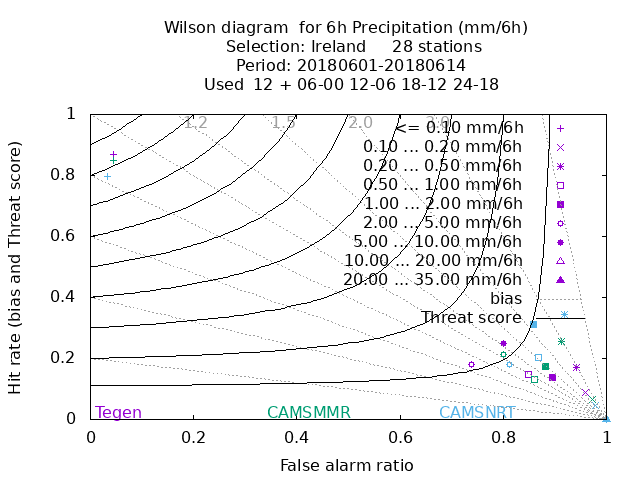 Wilson diagram  for 6h Precipitation (mm/6h)
Selection: Ireland     28 stations
Period: 20180601-20180614
Used  12 + 06-00 12-06 18-12 24-18
1.2 1.5 2.0 3.0
<= 0.10 mm/6h
0.10 ... 0.20 mm/6h
0.20 ... 0.50 mm/6h
0.50 ... 1.00 mm/6h
1.00 ... 2.00 mm/6h
2.00 ... 5.00 mm/6h
5.00 ... 10.00 mm/6h
10.00 ... 20.00 mm/6h
20.00 ... 35.00 mm/6h
bias
Threat score
Hit rate (bias and Threat score)
1
0.8
0.6
0.4
0.2
0
Tegen CAMSMMR CAMSNRT
0 0.2 0.4 0.6 0.8 1
False alarm ratio